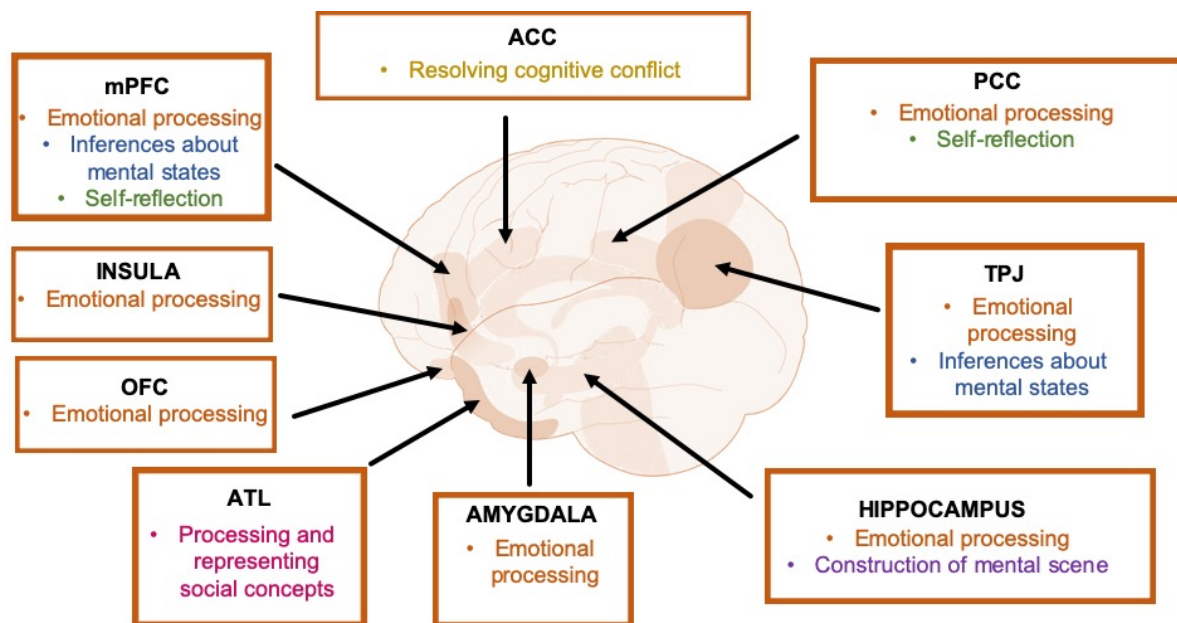 ACC
• Resolving cognitive conflict
mPFC
• Emotional processing
• Inferences about
mental states
• Self-reflection
PCC
• Emotional processing
• Self-reflection
INSULA
• Emotional processing
TPJ
• Emotional
processing
• Inferences about
mental states
OFC
• Emotional processing
ATL
• Processing and
representing
social concepts
AMYGDALA
• Emotional
processing
HIPPOCAMPUS
• Emotional processing
• Construction of mental scene